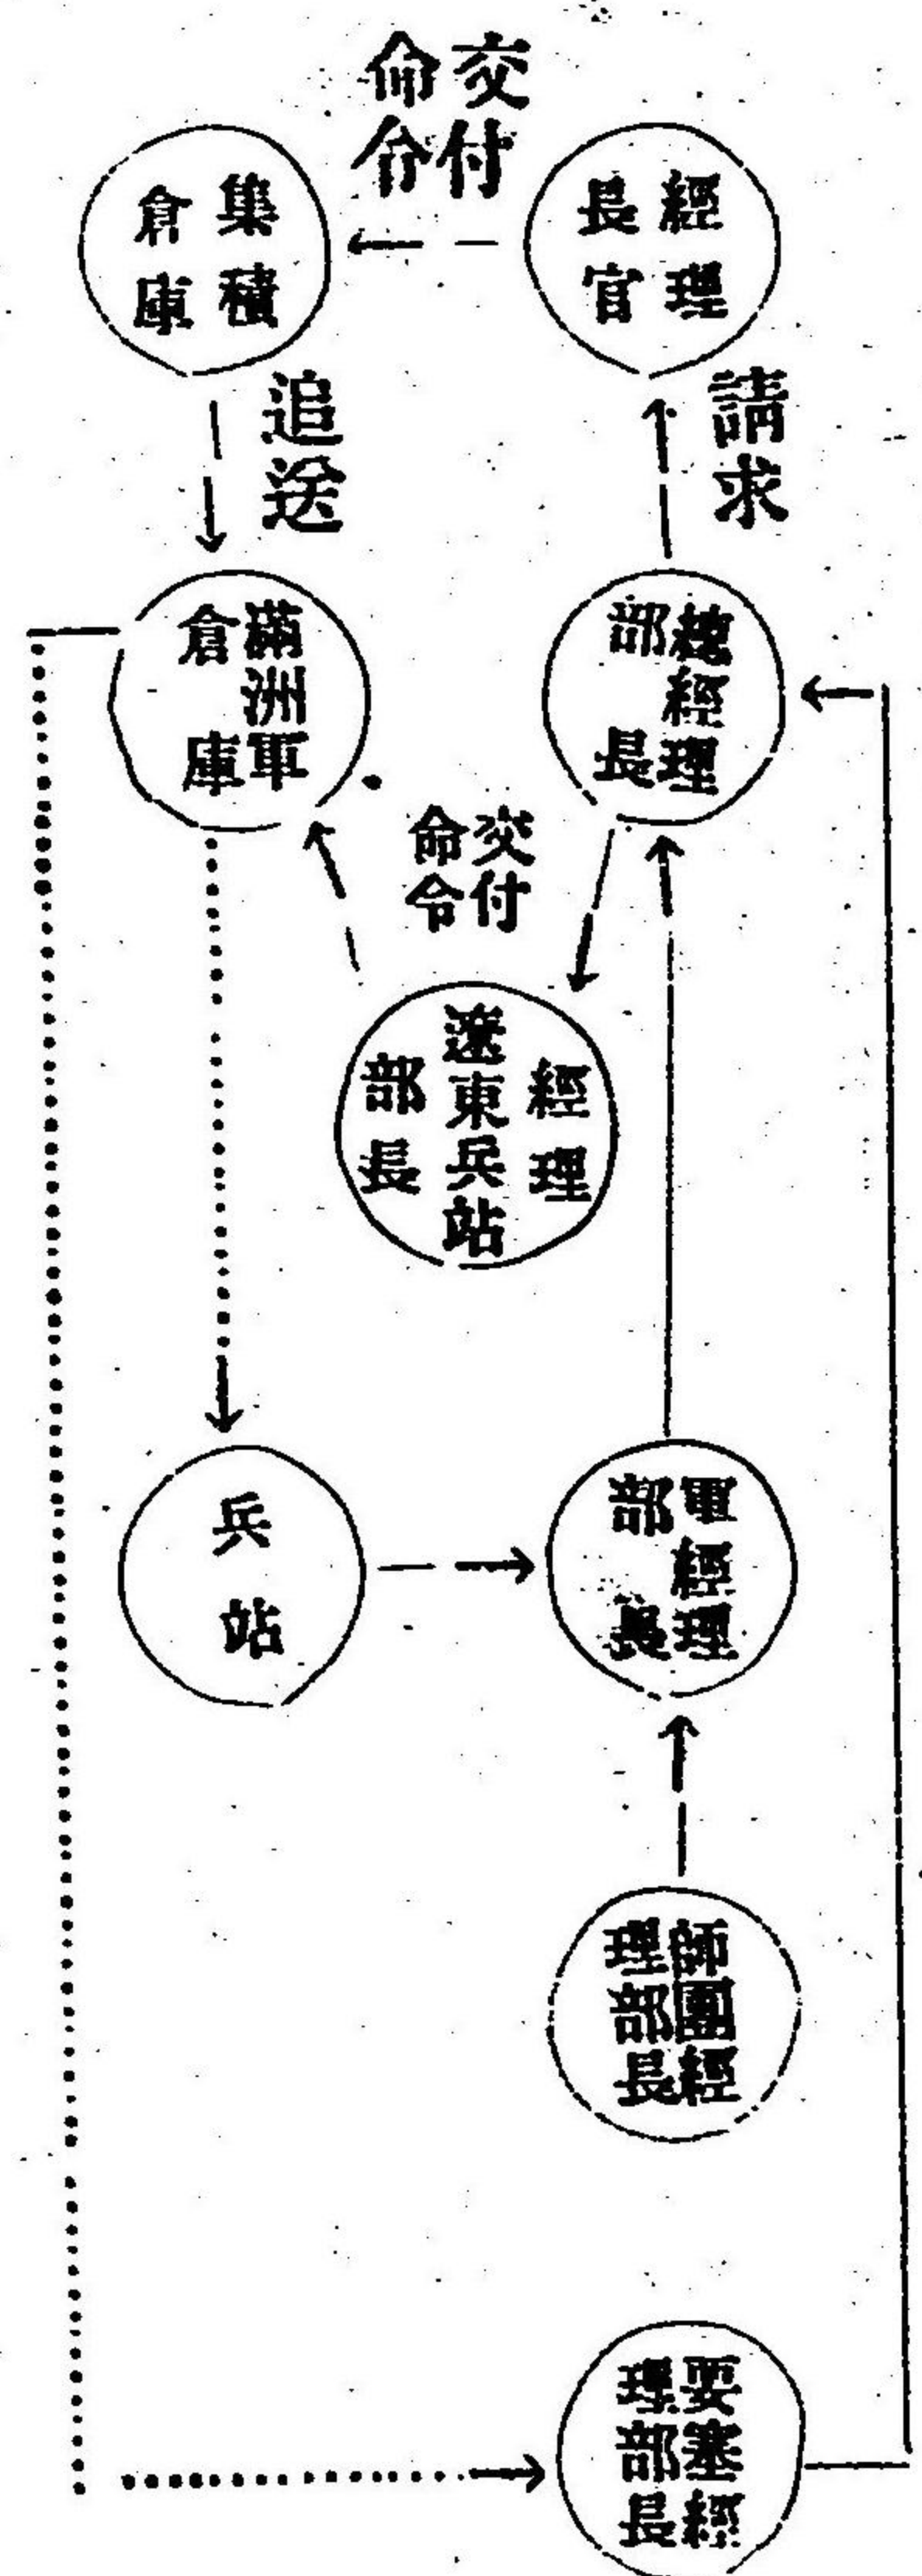 交付
命令
經理
長官
集積
倉庫
請求
追送
總經理
部長
滿洲軍
倉庫
交付
命令
經理
遼東兵站
部長
軍經理
部長
兵站
師團經
理部長
要塞經
理部長